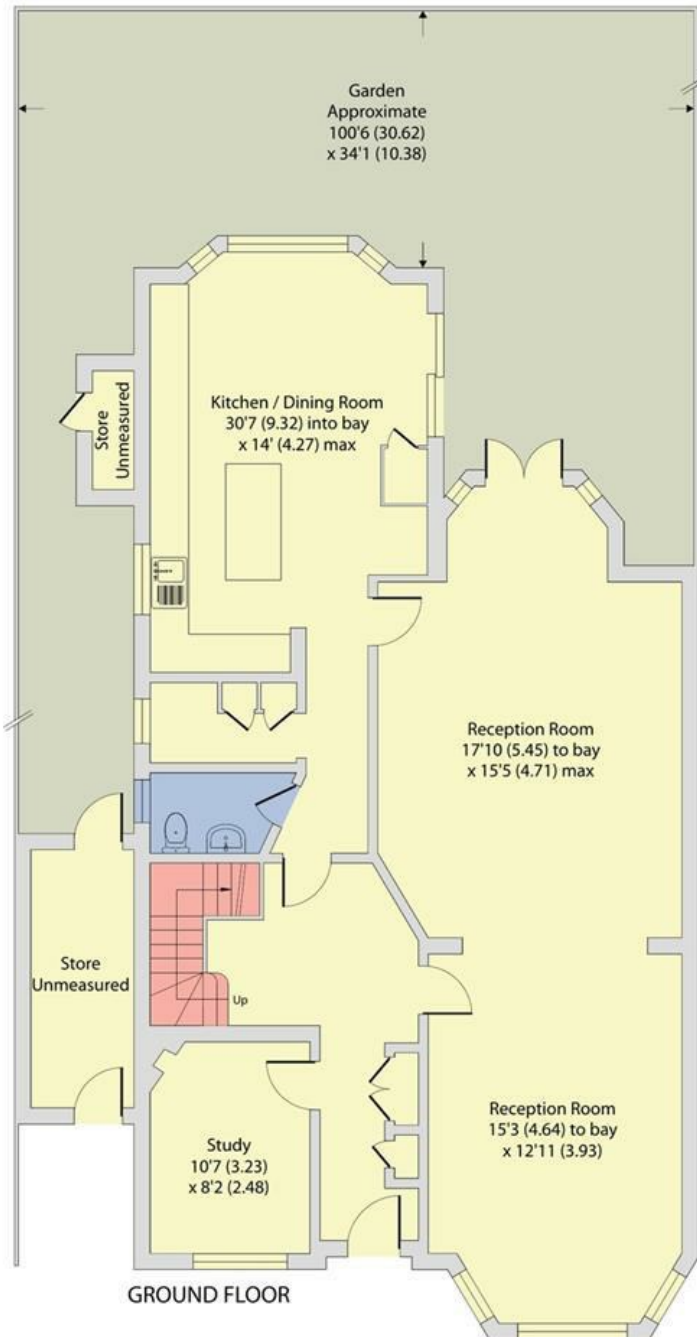 Garden
Approximate
100'6 (30.62)
x 34'1 (10.38)
Kitchen / Dining Room
30'7 (9.32) into bay
x 14' (4.27) max
Store
Unmeasured
Reception Room
17'10 (5.45) to bay
x 15'5 (4.71) max
Store
Unmeasured
Up
Reception Room
15'3 (4.64) to bay
x 12'11 (3.93)
Study
10'7 (3.23)
x 8'2 (2.48)
GROUND FLOOR